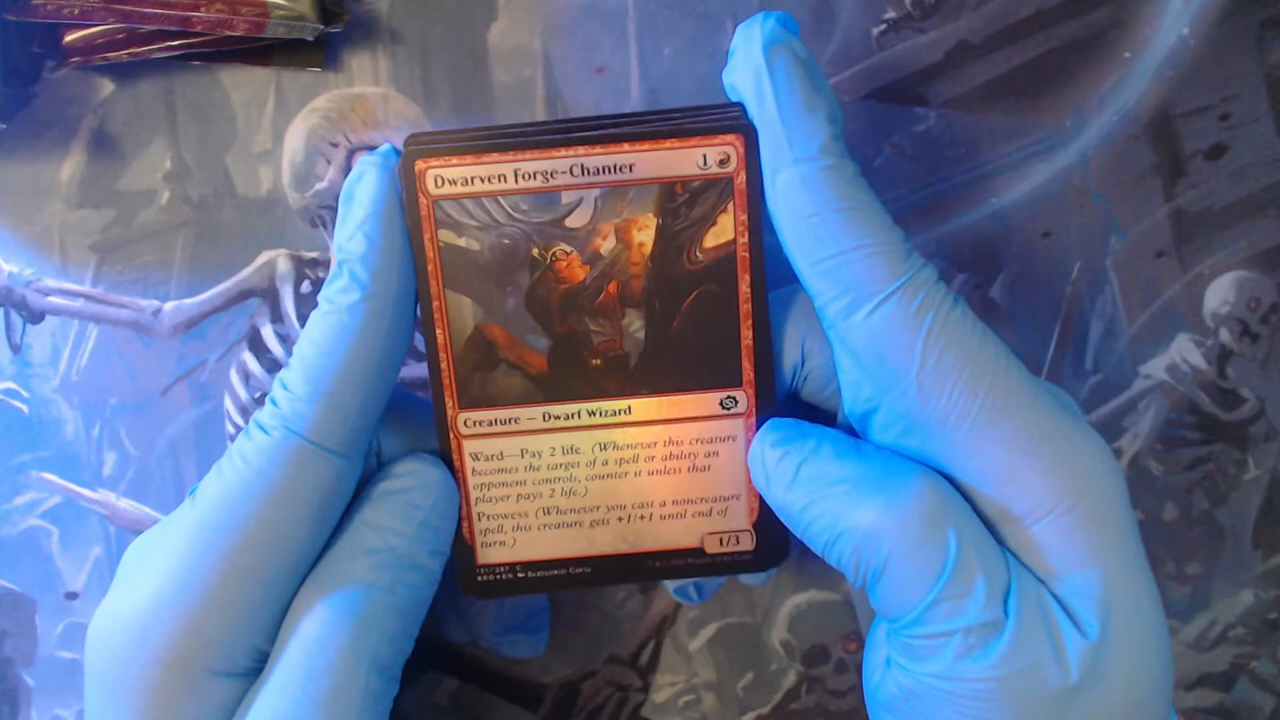 Dwarven Forge-Chanter 1
Creature — Dwarf Wizard
Ward—Pay 2 life. (Whenever this creature
becomes the target of a spell or ability an
opponent controls, counter it unless that
player pays 2 life.)
Prowess (Whenever you cast a noncreature
spell, this creature gets +1/+1 until end of
turn.)
1/3
131/287 C
BRO EN